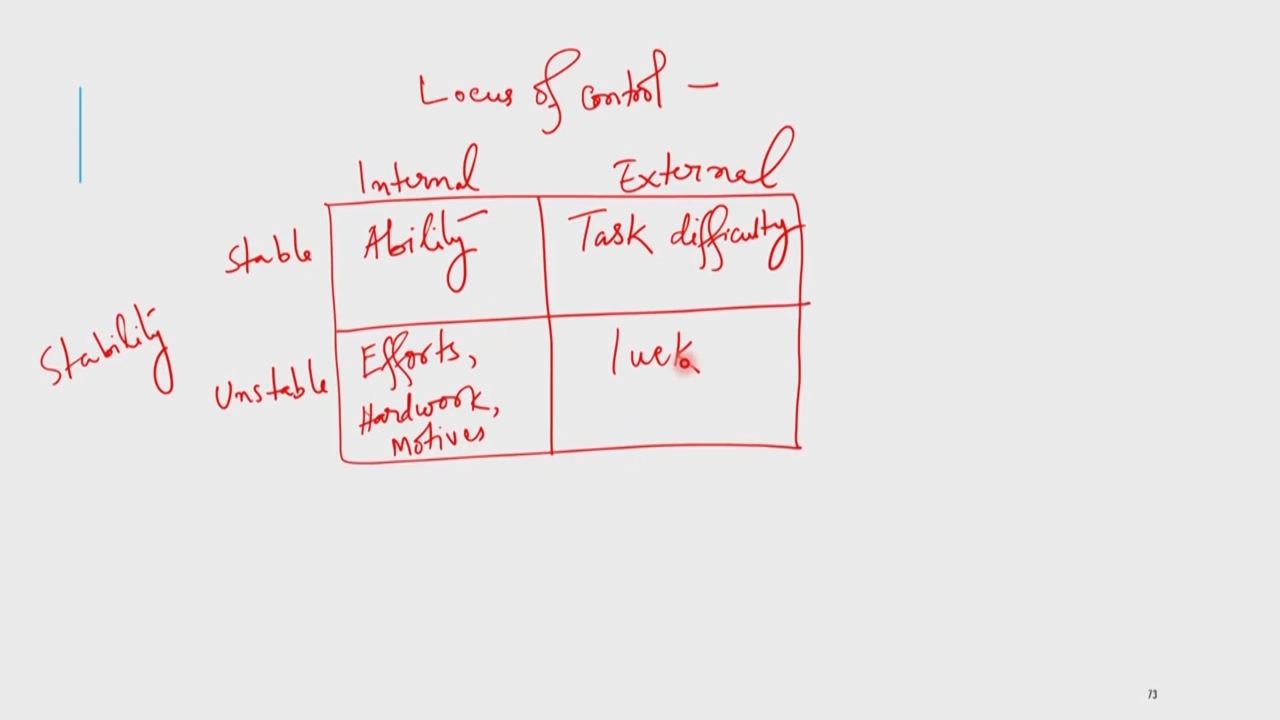 Locus of control -
Internal External
Stable Ability Task difficulty
Stability
Unstable Efforts, luck
Hardwork,
Motives
73